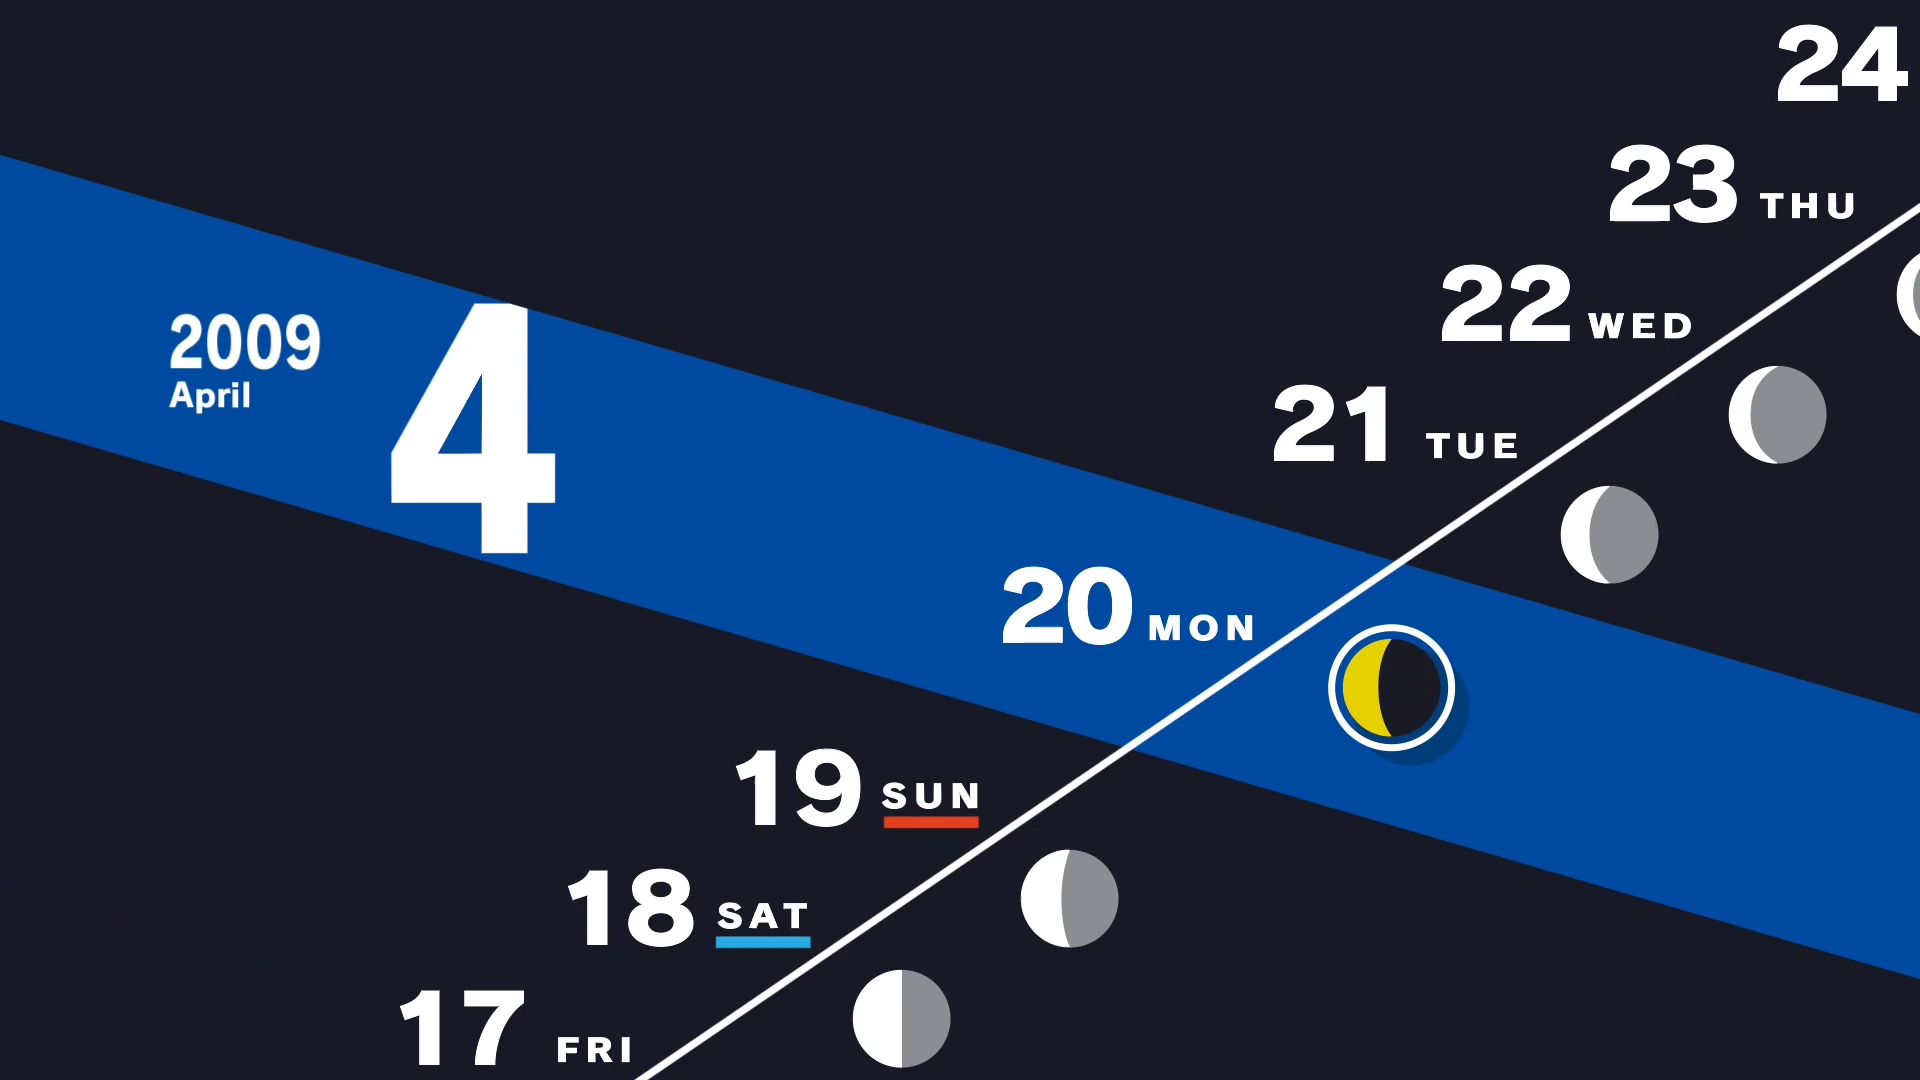 24
23 THU
22 WED
21 TUE
2009
April
4
20 MON
19 SUN
18 SAT
17 FRI